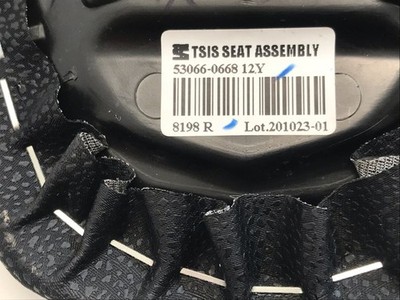 TSIS SEAT ASSEMBLY
53066-0668 12Y
8198 R Lot.201023-01